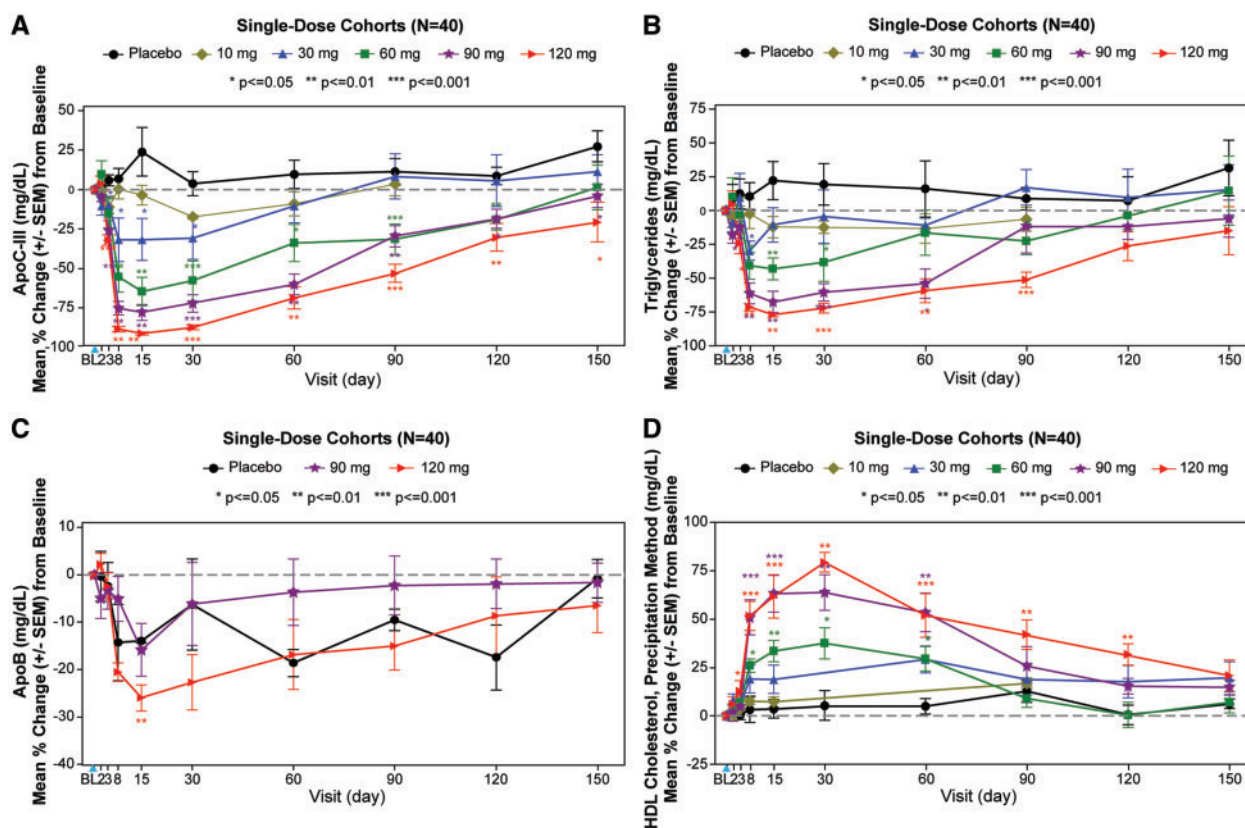 A
Single-Dose Cohorts (N=40)
Placebo 10 mg 30 mg 60 mg 90 mg 120 mg
* p<=0.05 ** p<=0.01 *** p<=0.001
ApoC-III (mg/dL)
Mean % Change (+/- SEM) from Baseline
50
25
0
-25
-50
-75
-100
BL 2 3 8 15 30 60 90 120 150
Visit (day)
B
Single-Dose Cohorts (N=40)
Placebo 10 mg 30 mg 60 mg 90 mg 120 mg
* p<=0.05 ** p<=0.01 *** p<=0.001
Triglycerides (mg/dL)
Mean % Change (+/- SEM) from Baseline
75
50
25
0
-25
-50
-75
-100
BL 2 3 8 15 30 60 90 120 150
Visit (day)
C
Single-Dose Cohorts (N=40)
Placebo 90 mg 120 mg
* p<=0.05 ** p<=0.01 *** p<=0.001
ApoB (mg/dL)
Mean % Change (+/- SEM) from Baseline
10
0
-10
-20
-30
-40
BL 2 3 8 15 30 60 90 120 150
Visit (day)
D
Single-Dose Cohorts (N=40)
Placebo 10 mg 30 mg 60 mg 90 mg 120 mg
* p<=0.05 ** p<=0.01 *** p<=0.001
HDL Cholesterol, Precipitation Method (mg/dL)
Mean % Change (+/- SEM) from Baseline
100
75
50
25
0
-25
BL 2 3 8 15 30 60 90 120 150
Visit (day)